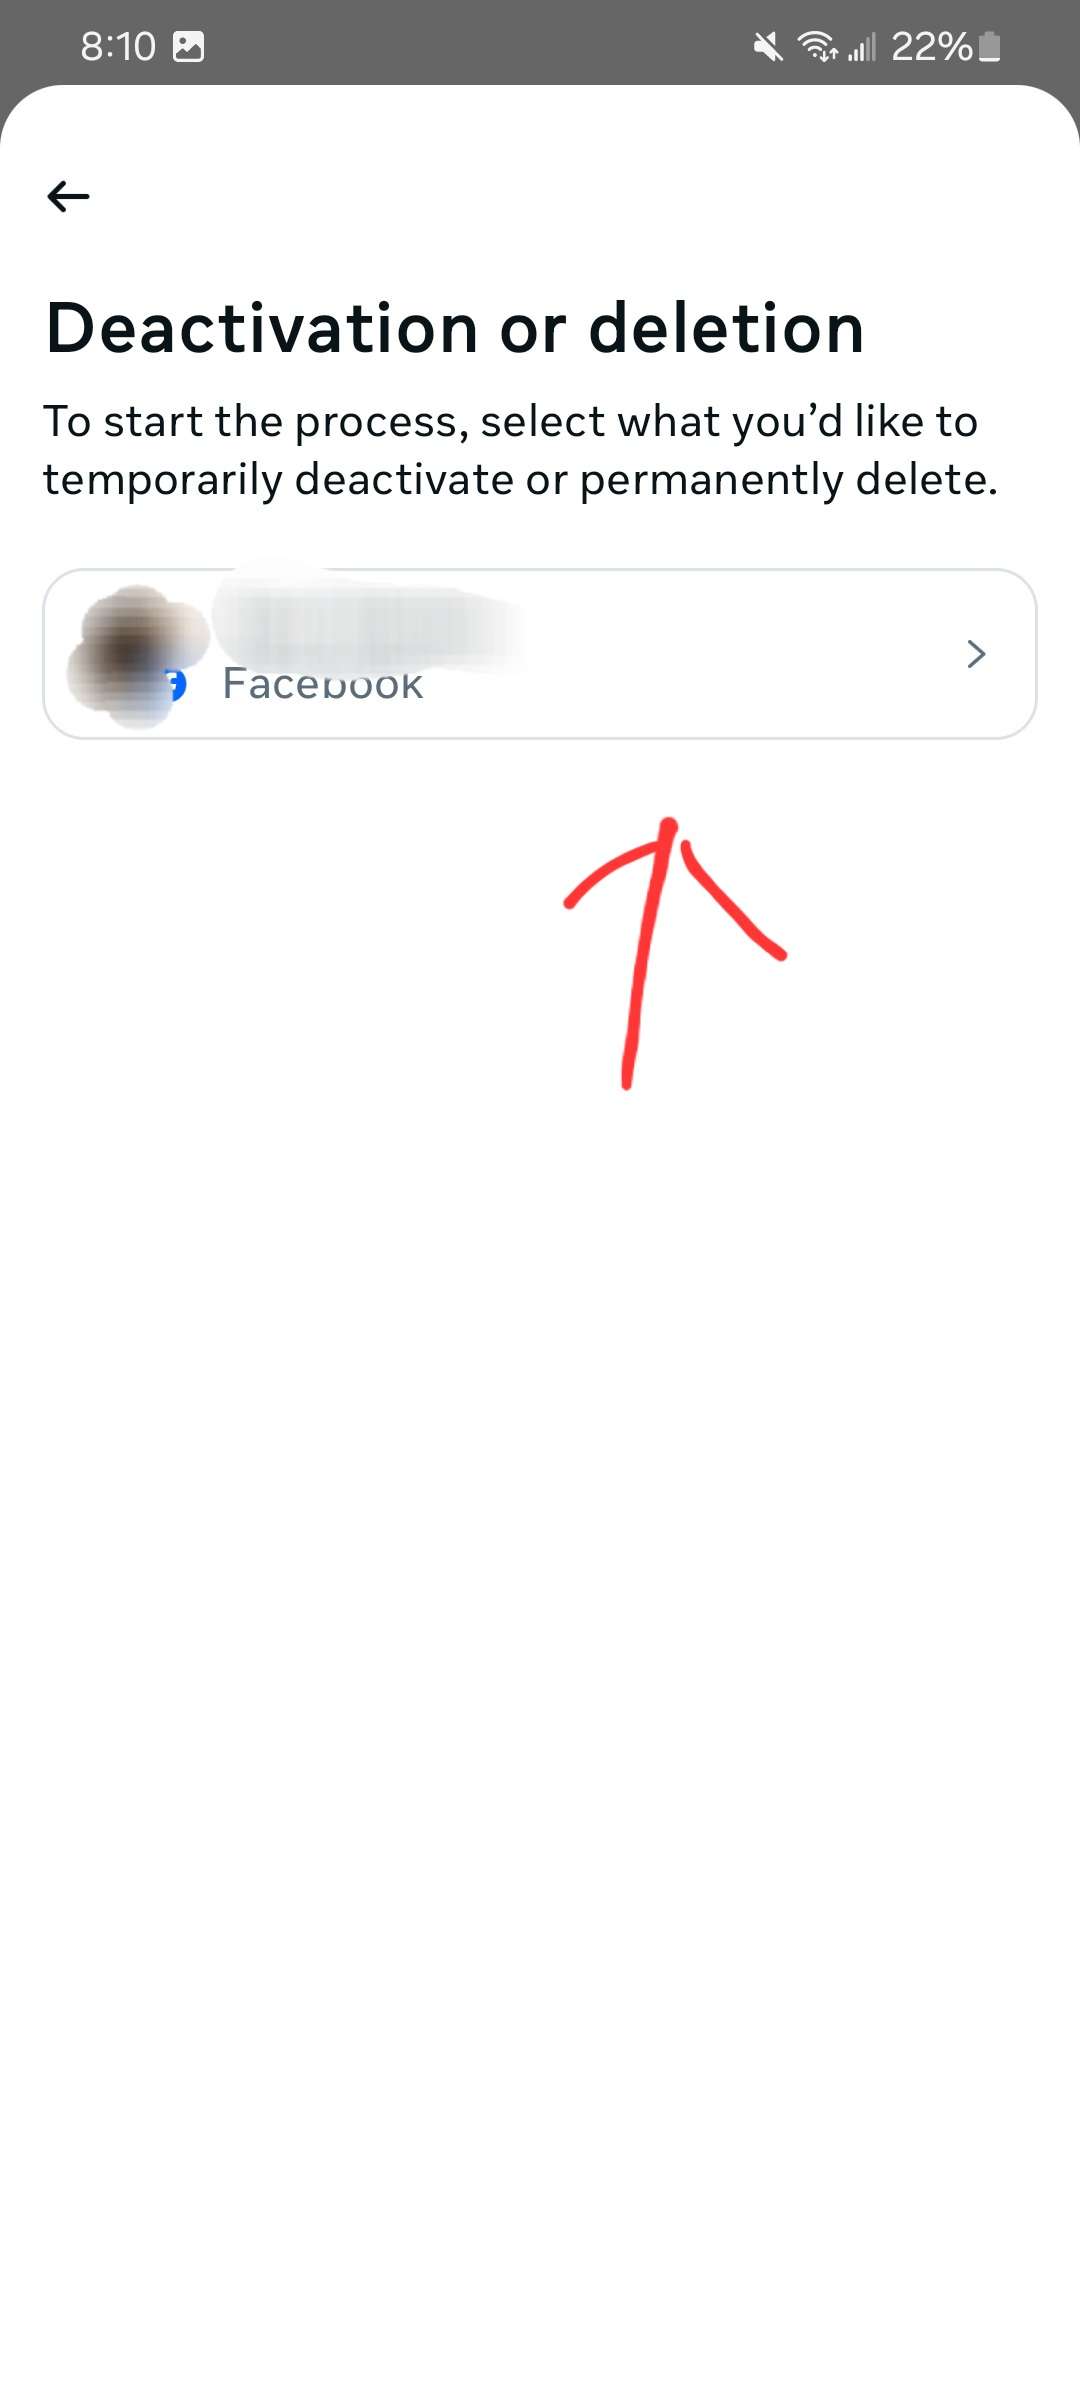 8:10 22%
Deactivation or deletion
To start the process, select what you’d like to
temporarily deactivate or permanently delete.
Facebook